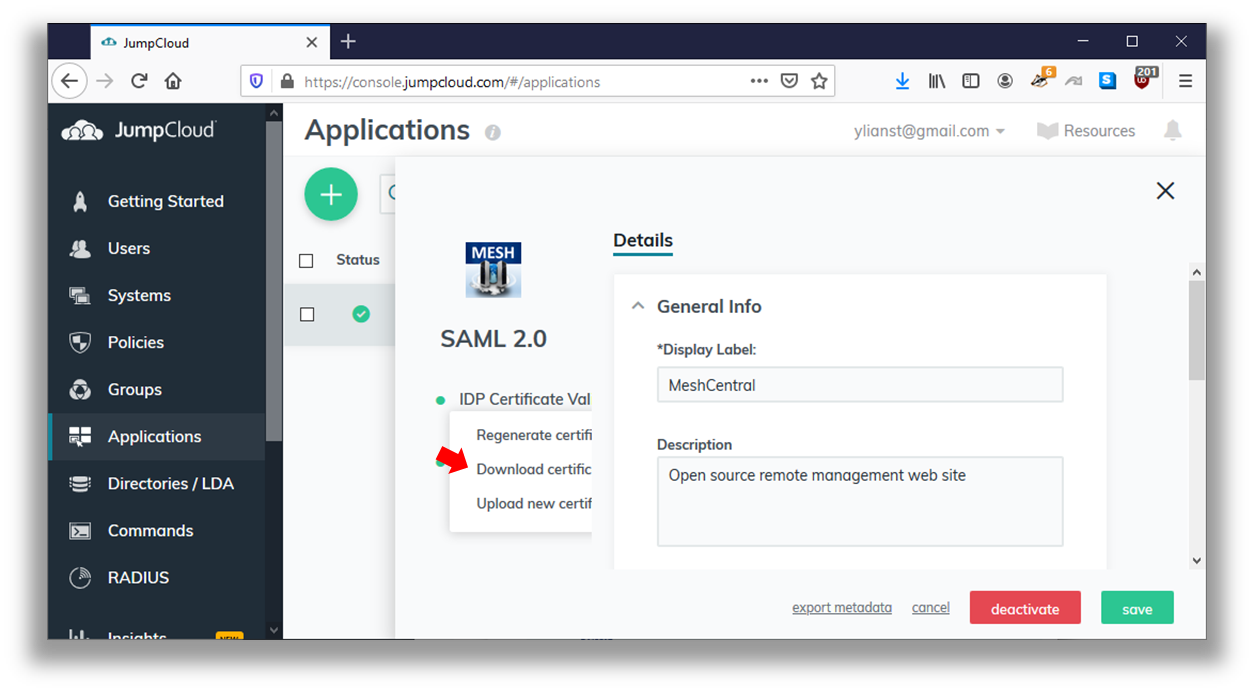 JumpCloud
https://console.jumpcloud.com/#/applications
6
S
201
JumpCloud
Applications
ylianst@gmail.com
Resources
Getting Started
Users
Systems
Policies
Groups
Applications
Directories / LDA
Commands
RADIUS
Insights
NEW
Status
MESH
SAML 2.0
IDP Certificate Val
Regenerate certifi
Download certific
Upload new certif
Details
General Info
*Display Label:
MeshCentral
Description
Open source remote management web site
export metadata
cancel
deactivate
save